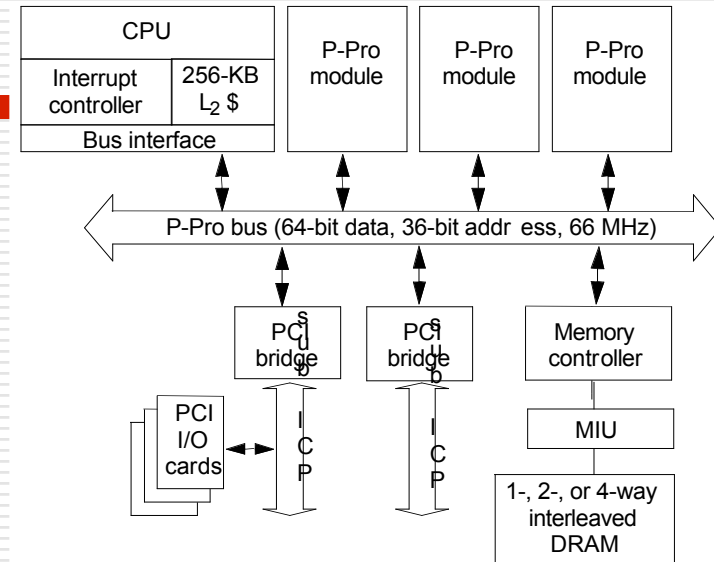 CPU
Interrupt
controller
256-KB
L2 $
Bus interface
P-Pro
module
P-Pro
module
P-Pro
module
P-Pro bus (64-bit data, 36-bit addr ess, 66 MHz)
PCI
bridge
PCI
bridge
Memory
controller
s
u
b
I
C
P
s
u
b
I
C
P
PCI
I/O
cards
MIU
1-, 2-, or 4-way
interleaved
DRAM